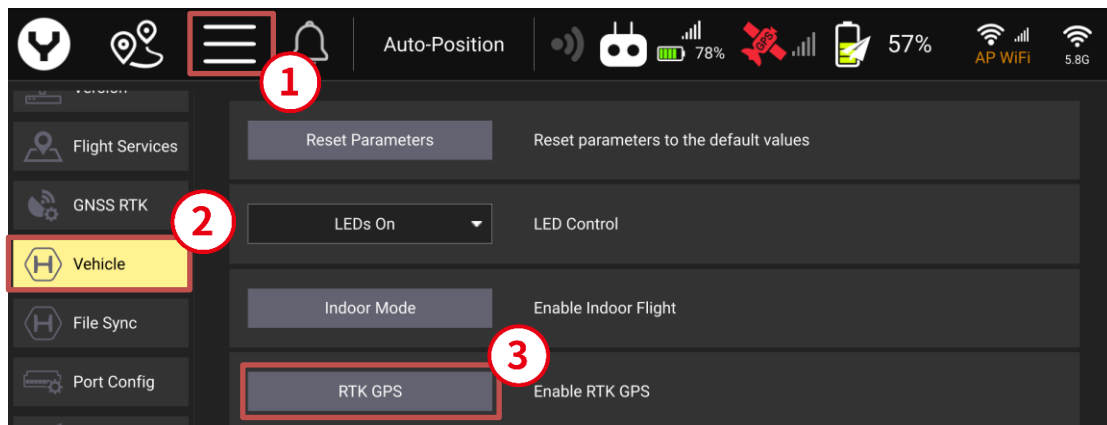 Auto-Position
78%
GPS
57%
AP WiFi
5.8G
1
Version
Reset Parameters
Reset parameters to the default values
Flight Services
GNSS RTK
2
LEDs On
LED Control
Vehicle
Indoor Mode
Enable Indoor Flight
File Sync
3
Port Config
RTK GPS
Enable RTK GPS